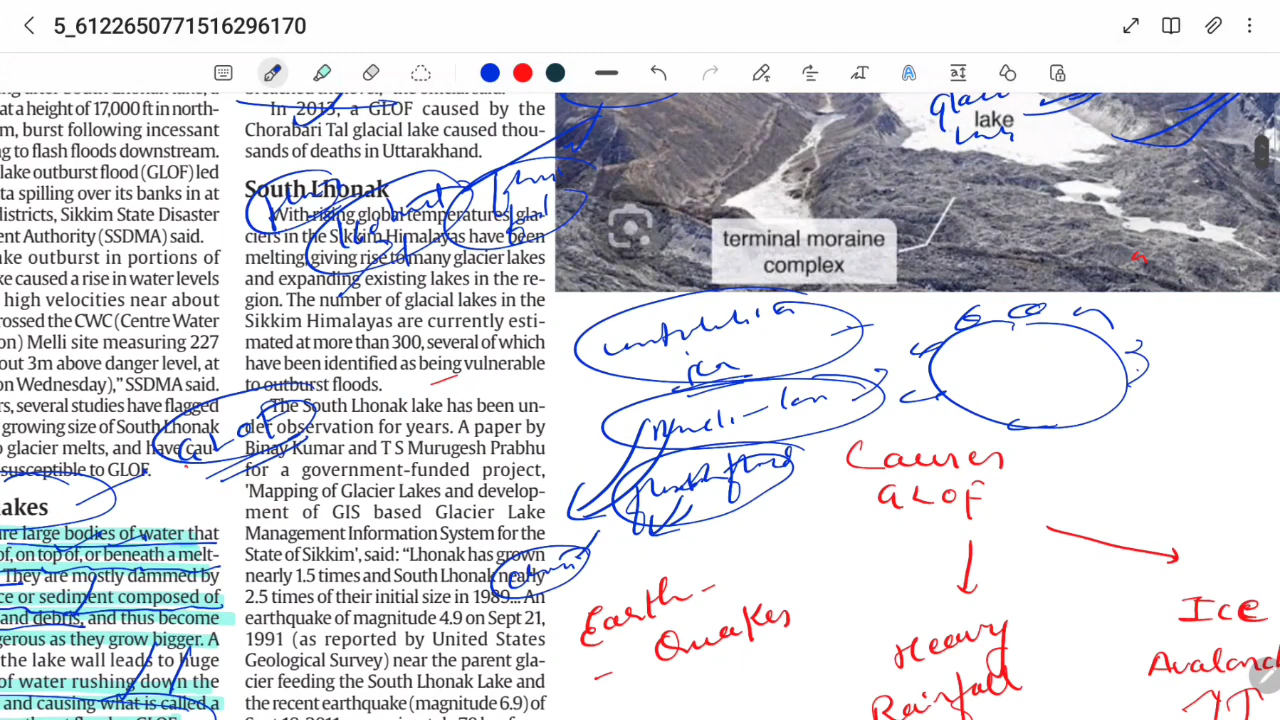 5_6122650771516296170
at a height of 17,000 ft in north-
m, burst following incessant
g to flash floods downstream.
lake outburst flood (GLOF) led
ta spilling over its banks in at
districts, Sikkim State Disaster
ent Authority (SSDMA) said.
ake outburst in portions of
ke caused a rise in water levels
high velocities near about
rossed the CWC (Centre Water
on) Melli site measuring 227
out 3m above danger level, at
on Wednesday),” SSDMA said.
rs, several studies have flagged
growing size of South Lhonak
glacier melts, and have cau-
susceptible to GLOF.
akes
are large bodies of water that
of, on top of, or beneath a melt-
They are mostly dammed by
ce or sediment composed of
and debris, and thus become
gerous as they grow bigger. A
the lake wall leads to huge
of water rushing down the
and causing what is called a
In 2013, a GLOF caused by the
Chorabari Tal glacial lake caused thou-
sands of deaths in Uttarakhand.
South Lhonak
With rising global temperatures, gla-
ciers in the Sikkim Himalayas have been
melting, giving rise to many glacier lakes
and expanding existing lakes in the re-
gion. The number of glacial lakes in the
Sikkim Himalayas are currently esti-
mated at more than 300, several of which
have been identified as being vulnerable
to outburst floods.
The South Lhonak lake has been un-
der observation for years. A paper by
Binay Kumar and T S Murugesh Prabhu
for a government-funded project,
'Mapping of Glacier Lakes and develop-
ment of GIS based Glacier Lake
Management Information System for the
State of Sikkim', said: “Lhonak has grown
nearly 1.5 times and South Lhonak nearly
2.5 times of their initial size in 1989... An
earthquake of magnitude 4.9 on Sept 21,
1991 (as reported by United States
Geological Survey) near the parent gla-
cier feeding the South Lhonak Lake and
the recent earthquake (magnitude 6.9) of
GLOF
lake
terminal moraine
complex
Causes
GLOF
Earth-
Quakes
Heavy
Rainfall
Ice
Avalanc